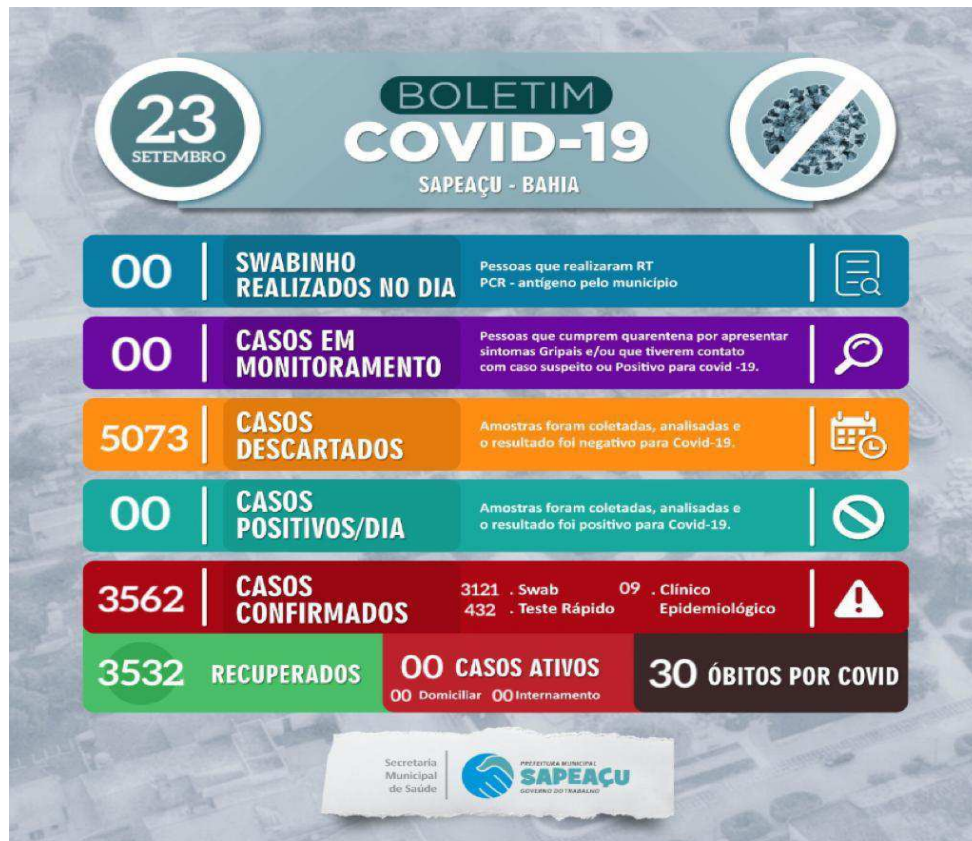 23
SETEMBRO
BOLETIM
COVID-19
SAPEAÇU - BAHIA
00
SWABINHO
REALIZADOS NO DIA
Pessoas que realizaram RT
PCR - antígeno pelo município
00
CASOS EM
MONITORAMENTO
Pessoas que cumprem quarentena por apresentar
sintomas Gripais e/ou que tiverem contato
com caso suspeito ou Positivo para covid -19.
5073
CASOS
DESCARTADOS
Amostras foram coletadas, analisadas e
o resultado foi negativo para Covid-19.
00
CASOS
POSITIVOS/DIA
Amostras foram coletadas, analisadas e
o resultado foi positivo para Covid-19.
3562
CASOS
CONFIRMADOS
3121 . Swab
432 . Teste Rápido
09 . Clínico
Epidemiológico
3532 RECUPERADOS
00 CASOS ATIVOS
00 Domiciliar 00 Internamento
30 ÓBITOS POR COVID
Secretaria
Municipal
de Saúde
PREFEITURA MUNICIPAL
SAPEAÇU
GOVERNO DO TRABALHO